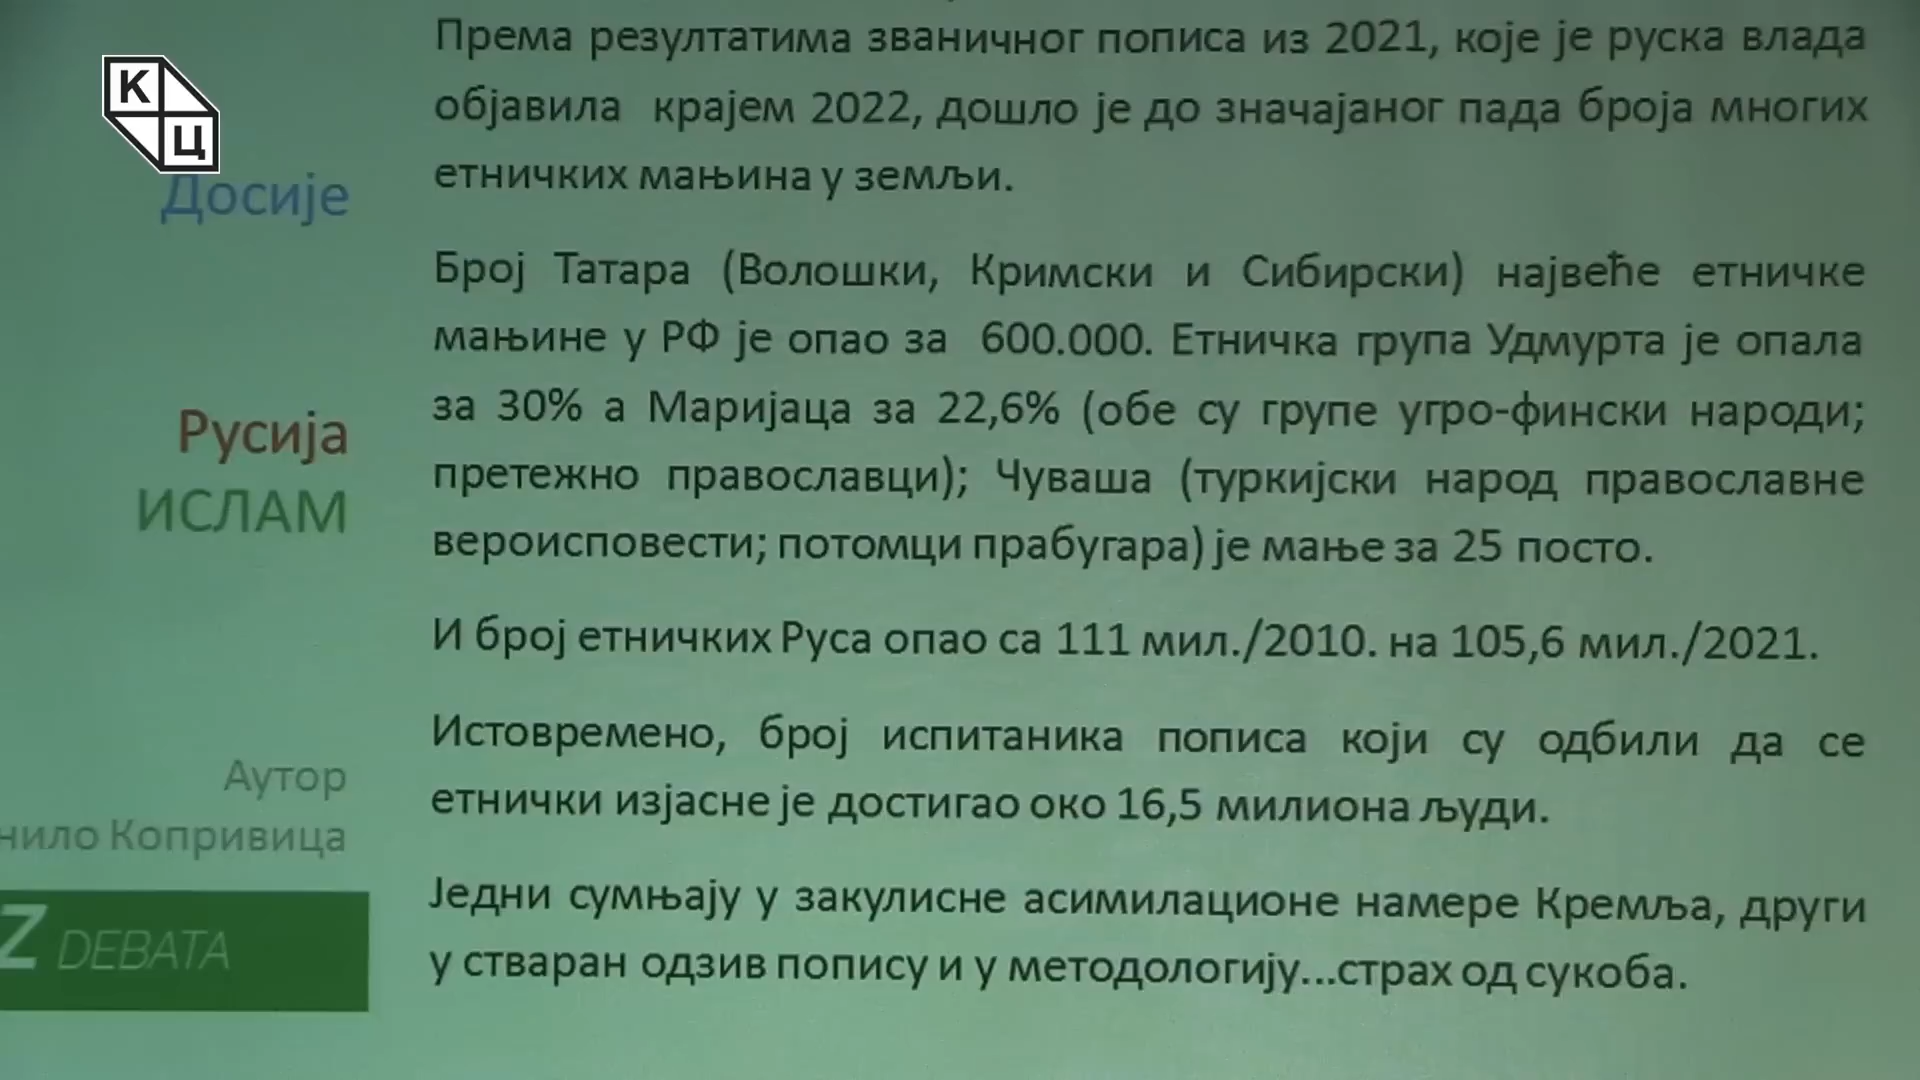 К
Ц
Досије
Русија
ИСЛАМ
Аутор
Копривица
Z DEBATA
Према резултатима званичног пописа из 2021, које је руска влада
објавила крајем 2022, дошло је до значајаног пада броја многих
етничких мањина у земљи.
Број Татара (Волошки, Кримски и Сибирски) највеће етничке
мањине у РФ је опао за 600.000. Етничка група Удмурта је опала
за 30% а Маријаца за 22,6% (обе су групе угро-фински народи;
претежно православци); Чуваша (туркијски народ православне
вероисповести; потомци прабугара) је мање за 25 посто.
И број етничких Руса опао са 111 мил./2010. на 105,6 мил./2021.
Истовремено, број испитаника пописа који су одбили да се
етнички изјасне је достигао око 16,5 милиона људи.
Једни сумњају у закулисне асимилационе намере Кремља, други
у стваран одзив попису и у методологију...страх од сукоба.